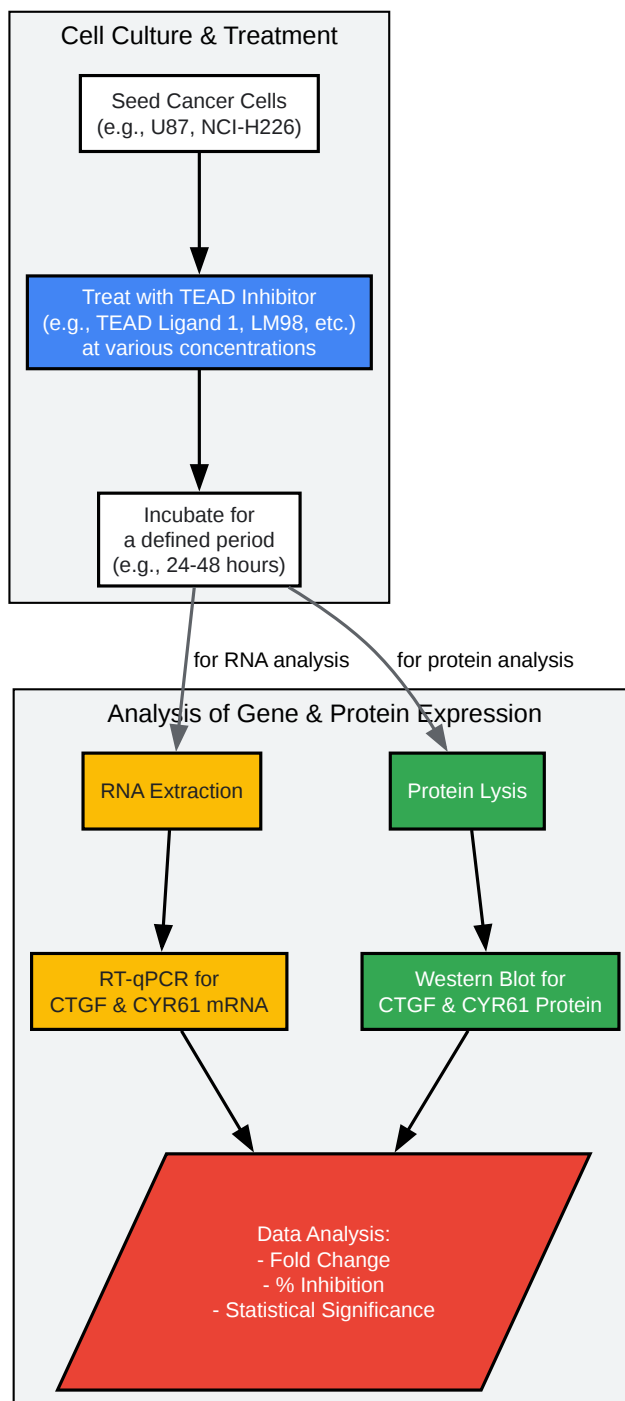 Cell Culture & Treatment
Seed Cancer Cells
(e.g., U87, NCI-H226)
Treat with TEAD Inhibitor
(e.g., TEAD Ligand 1, LM98, etc.)
at various concentrations
Incubate for
a defined period
(e.g., 24-48 hours)
for RNA analysis
for protein analysis
Analysis of Gene & Protein Expression
RNA Extraction
Protein Lysis
RT-qPCR for
CTGF & CYR61 mRNA
Western Blot for
CTGF & CYR61 Protein
Data Analysis:
- Fold Change
- % Inhibition
- Statistical Significance